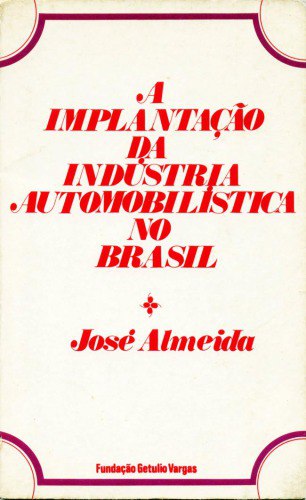 A
IMPLANTAÇÃO
DA
INDÚSTRIA
AUTOMOBILÍSTICA
NO
BRASIL
José Almeida
Fundação Getulio Vargas